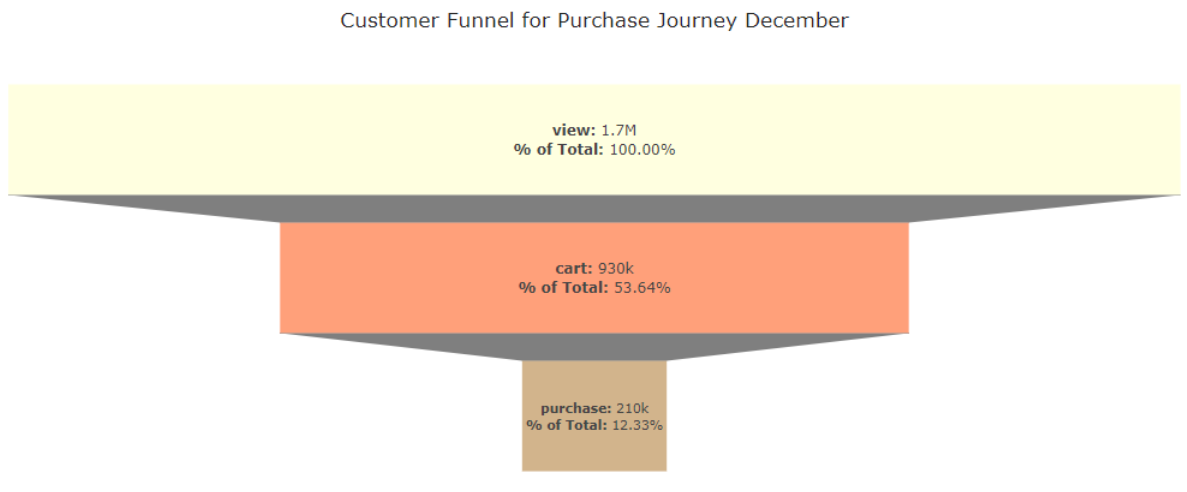 Customer Funnel for Purchase Journey December
view: 1.7M
% of Total: 100.00%
cart: 930k
% of Total: 53.64%
purchase: 210k
% of Total: 12.33%